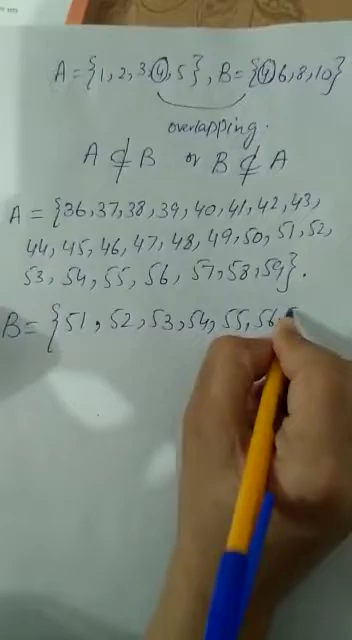 A = {1, 2, 3, 4, 5}, B = {4, 6, 8, 10}
overlapping.
A ⊄ B or B ⊄ A
A = {36, 37, 38, 39, 40, 41, 42, 43,
44, 45, 46, 47, 48, 49, 50, 51, 52,
53, 54, 55, 56, 57, 58, 59}.
B = {51, 52, 53, 54, 55, 56,